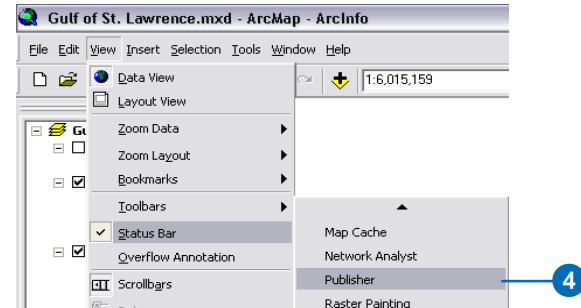 Gulf of St. Lawrence.mxd - ArcMap - ArcInfo
File Edit View Insert Selection Tools Window Help
Data View
1:6,015,159
Layout View
Gu
Zoom Data
Zoom Layout
Bookmarks
Toolbars
Status Bar
Map Cache
Overflow Annotation
Network Analyst
Scrollbars
Publisher
4
Raster Painting